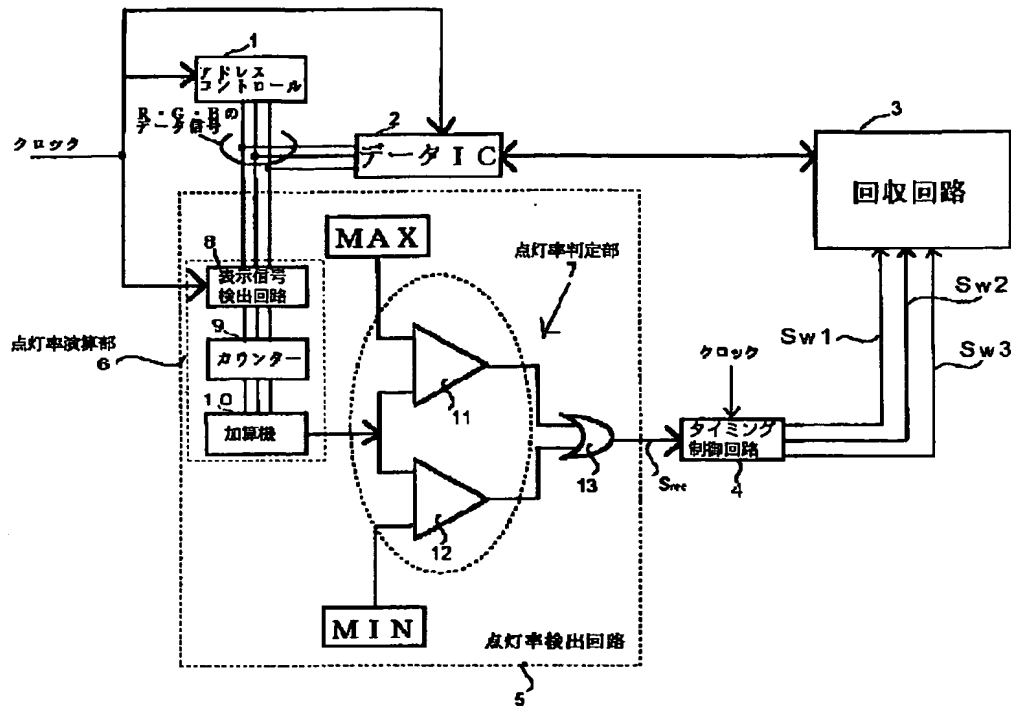 1
アドレス
コントロール
R・G・Bの
データ信号
クロック
2
データIC
3
回収回路
MAX
点灯率判定部
7
8
表示信号
検出回路
点灯率演算部
6
9
カウンター
10
加算機
11
12
13
Srec
クロック
タイミング
制御回路
4
Sw1
Sw2
Sw3
MIN
点灯率検出回路
5